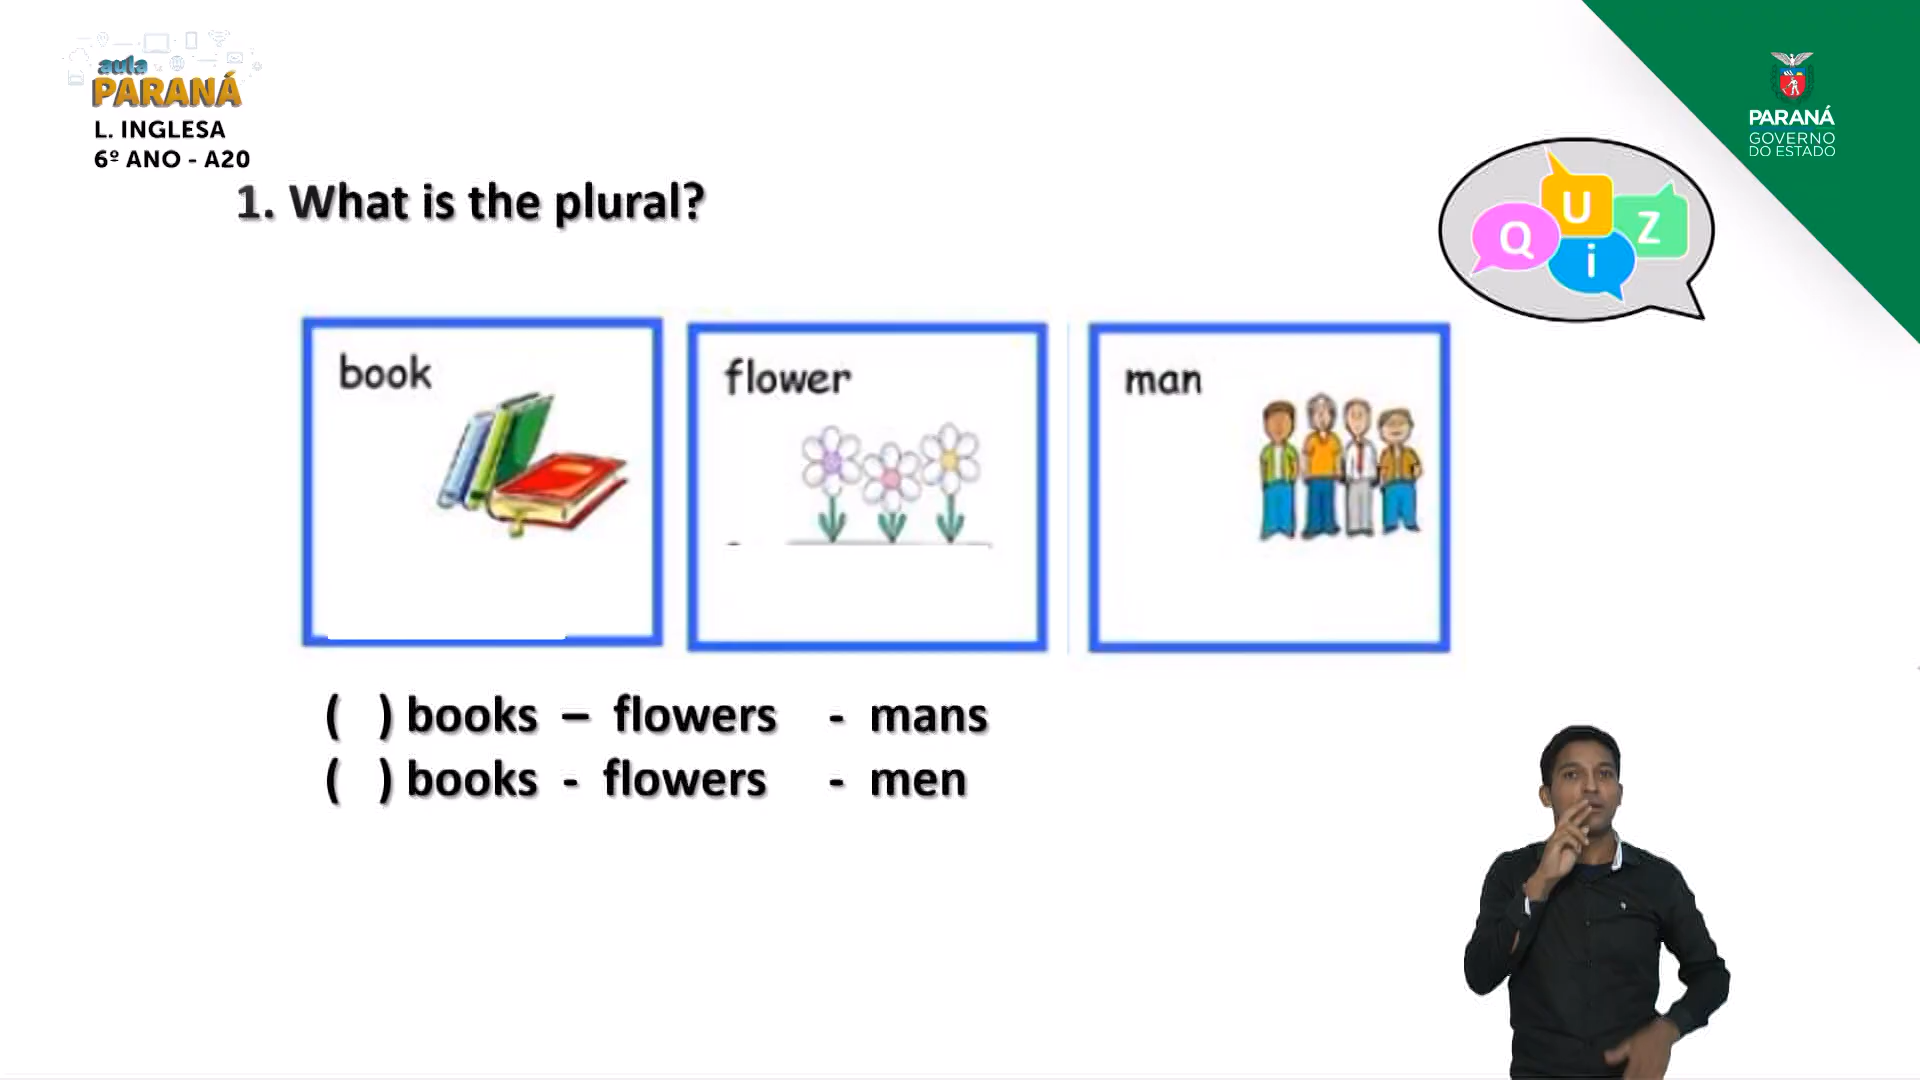 aula
PARANÁ
L. INGLESA
6º ANO - A20
PARANÁ
GOVERNO
DO ESTADO
1. What is the plural?
Q U i Z
book
flower
man
(   ) books – flowers - mans
(   ) books - flowers - men